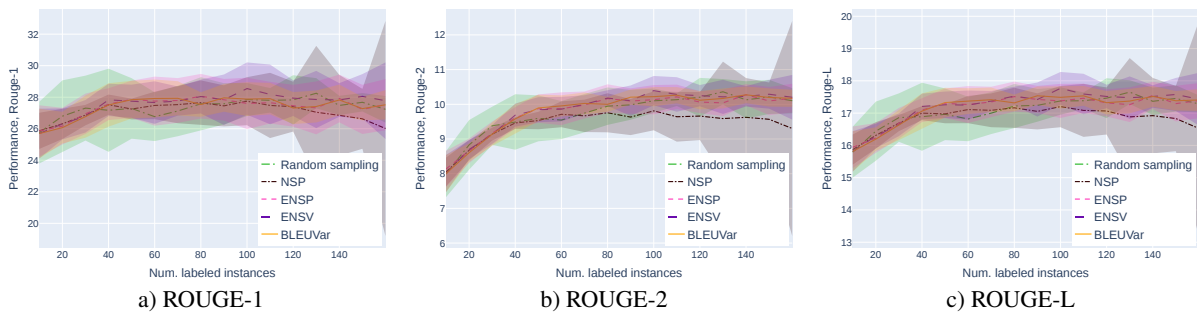 Performance, Rouge-1
32
30
28
26
24
22
20
20
40
60
80
100
120
140
Num. labeled instances
Random sampling
NSP
ENSP
ENSV
BLEUVar
a) ROUGE-1
Performance, Rouge-2
12
11
10
9
8
7
6
20
40
60
80
100
120
140
Num. labeled instances
Random sampling
NSP
ENSP
ENSV
BLEUVar
b) ROUGE-2
Performance, Rouge-L
20
19
18
17
16
15
14
13
20
40
60
80
100
120
140
Num. labeled instances
Random sampling
NSP
ENSP
ENSV
BLEUVar
c) ROUGE-L